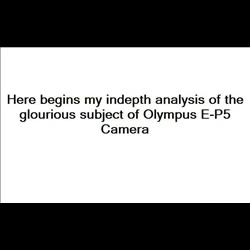 Here begins my indepth analysis of the
glourious subject of Olympus E-P5
Camera